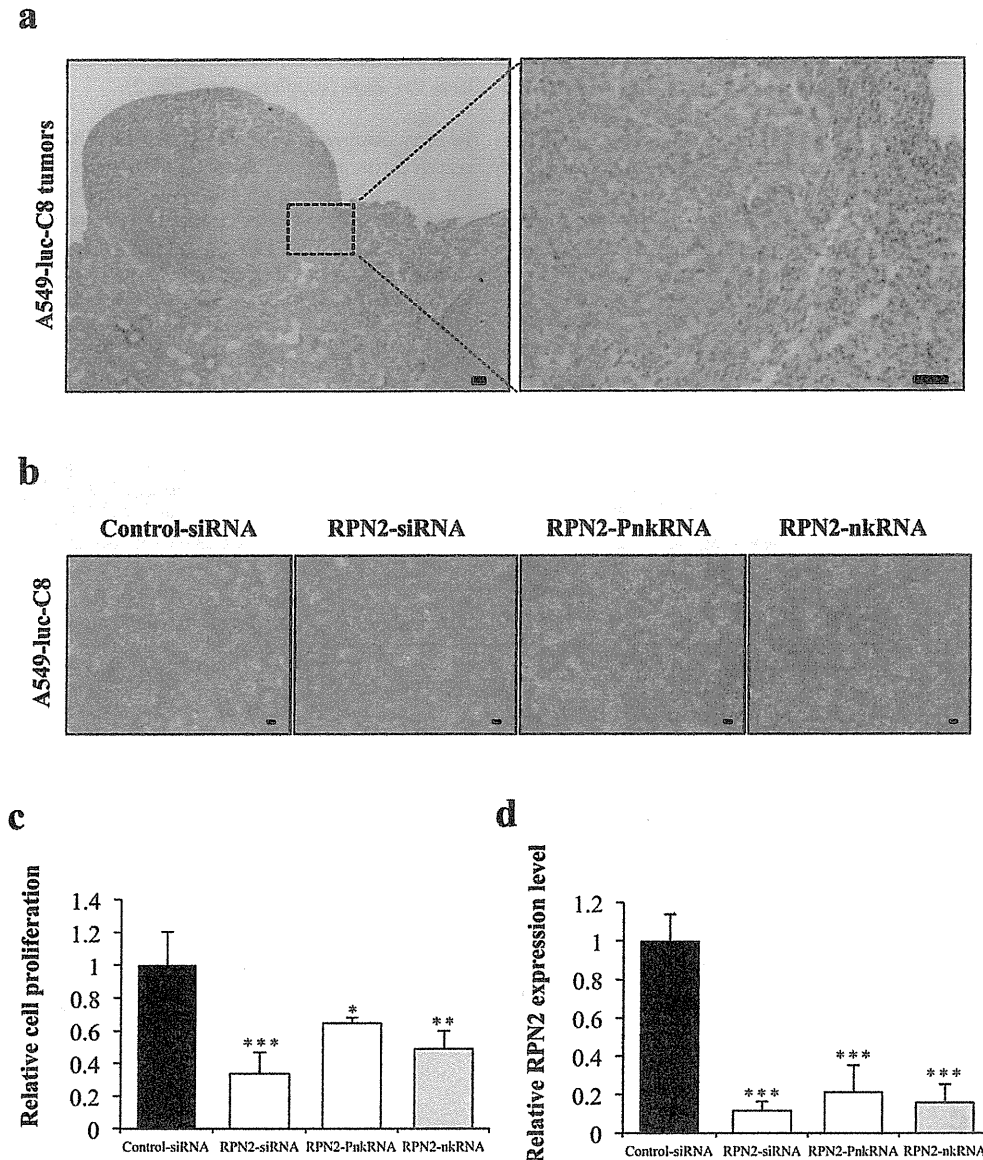 a
A549-luc-C8 tumors
b
Control-siRNA RPN2-siRNA RPN2-PnkRNA RPN2-nkRNA
A549-luc-C8
c
Relative cell proliferation
1.4
1.2
1
0.8
0.6
0.4
0.2
0
***
*
**
Control-siRNA RPN2-siRNA RPN2-PnkRNA RPN2-nkRNA
d
Relative RPN2 expression level
1.2
1
0.8
0.6
0.4
0.2
0
***
***
***
Control-siRNA RPN2-siRNA RPN2-PnkRNA RPN2-nkRNA